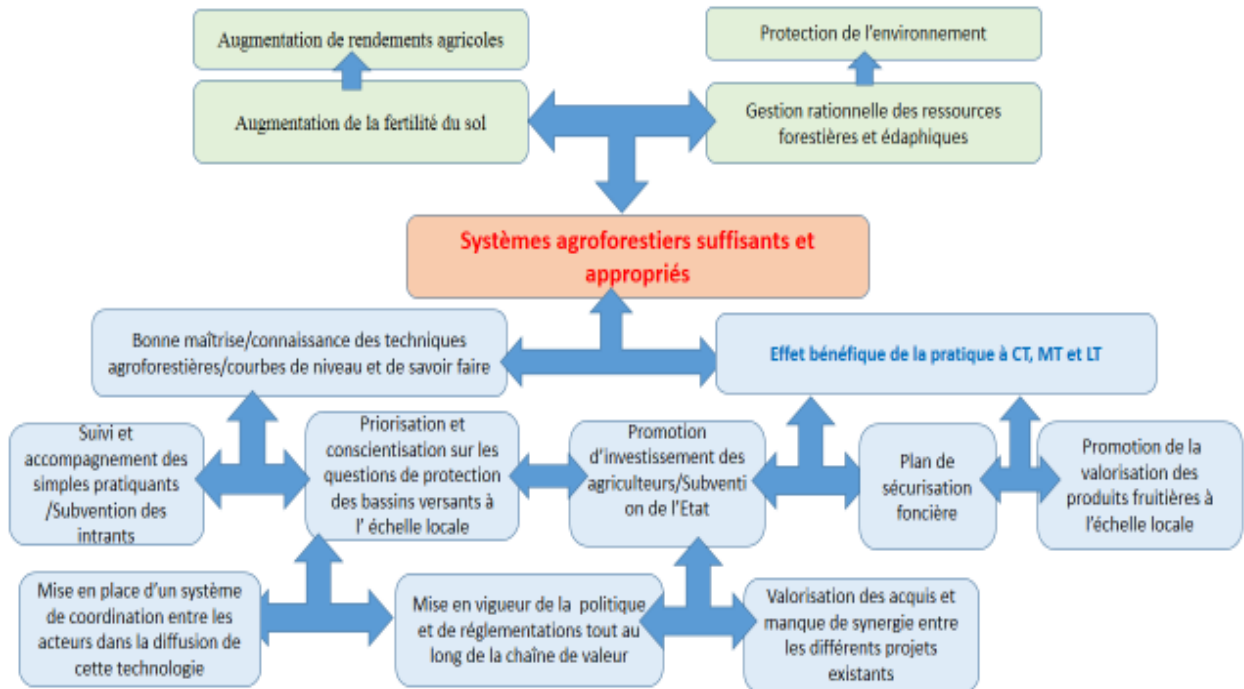 Augmentation de rendements agricoles
Protection de l'environnement
Augmentation de la fertilité du sol
Gestion rationnelle des ressources
forestières et édaphiques
Systèmes agroforestiers suffisants et
appropriés
Bonne maîtrise/connaissance des techniques
agroforestières/courbes de niveau et de savoir faire
Effet bénéfique de la pratique à CT, MT et LT
Suivi et
accompagnement des
simples pratiquants
/Subvention des
intrants
Priorisation et
conscientisation sur les
questions de protection
des bassins versants à
l' échelle locale
Promotion
d'investissement des
agriculteurs/Subventi
on de l'Etat
Plan de
sécurisation
foncière
Promotion de la
valorisation des
produits fruitières à
l'échelle locale
Mise en place d'un système
de coordination entre les
acteurs dans la diffusion de
cette technologie
Mise en vigueur de la politique
et de réglementations tout au
long de la chaîne de valeur
Valorisation des acquis et
manque de synergie entre
les différents projets
existants